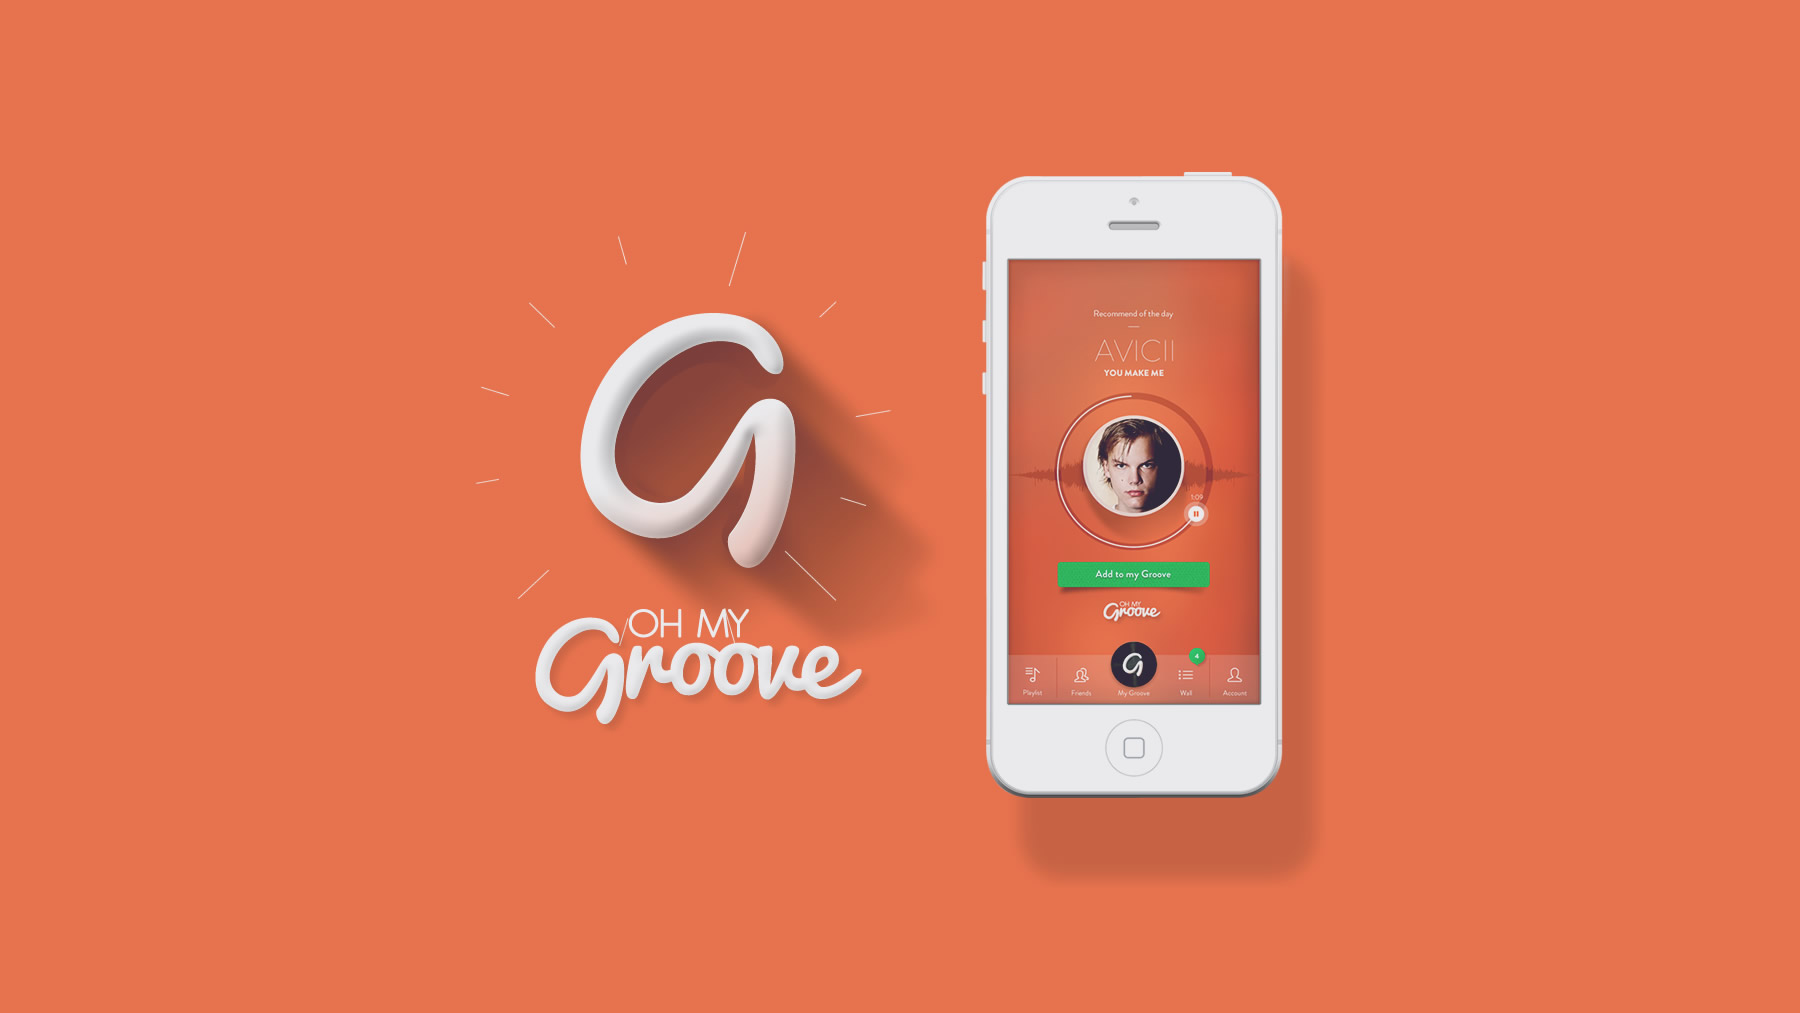 OH MY
Groove
Recommend of the day
AVICII
YOU MAKE ME
1:09
Add to my Groove
OH MY
Groove
4
Playlist
Friends
My Groove
Wall
Account